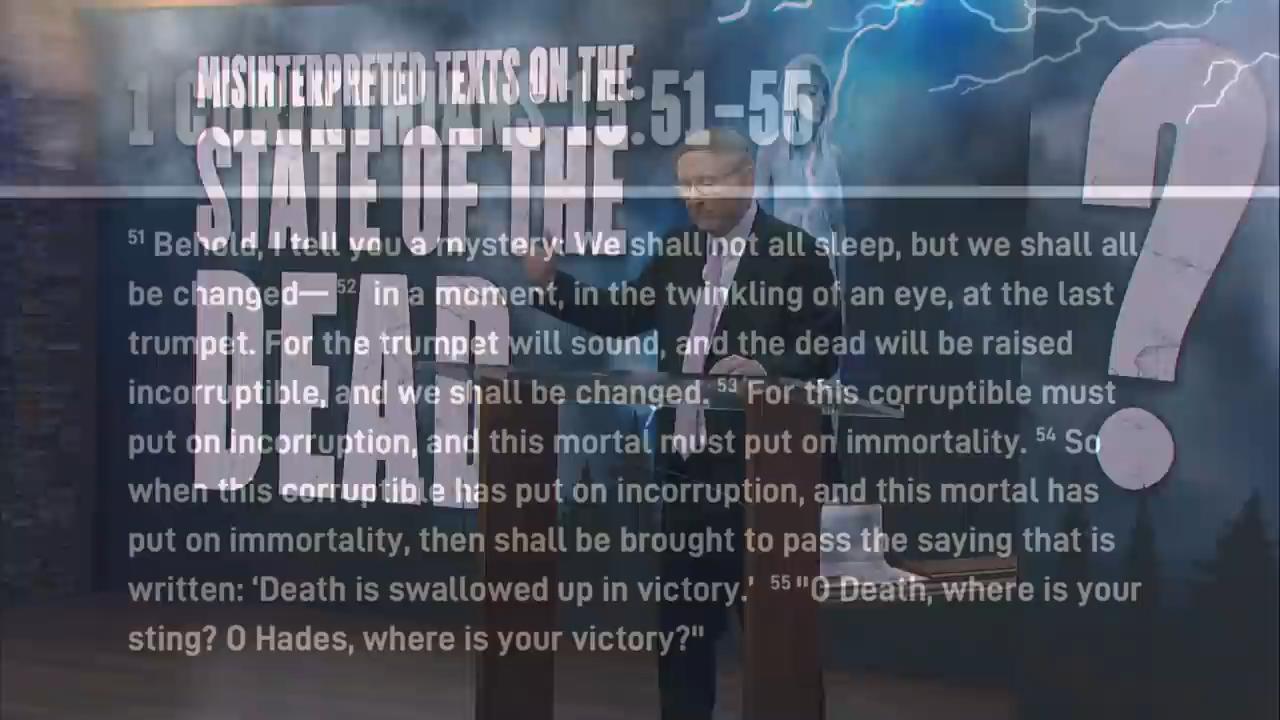 MISINTERPRETED TEXTS ON THE
STATE OF THE
DEAD
?
1 CORINTHIANS 15:51-55
51 Behold, I tell you a mystery: We shall not all sleep, but we shall all
be changed— 52 in a moment, in the twinkling of an eye, at the last
trumpet. For the trumpet will sound, and the dead will be raised
incorruptible, and we shall be changed. 53 For this corruptible must
put on incorruption, and this mortal must put on immortality. 54 So
when this corruptible has put on incorruption, and this mortal has
put on immortality, then shall be brought to pass the saying that is
written: ‘Death is swallowed up in victory.’ 55 "O Death, where is your
sting? O Hades, where is your victory?"